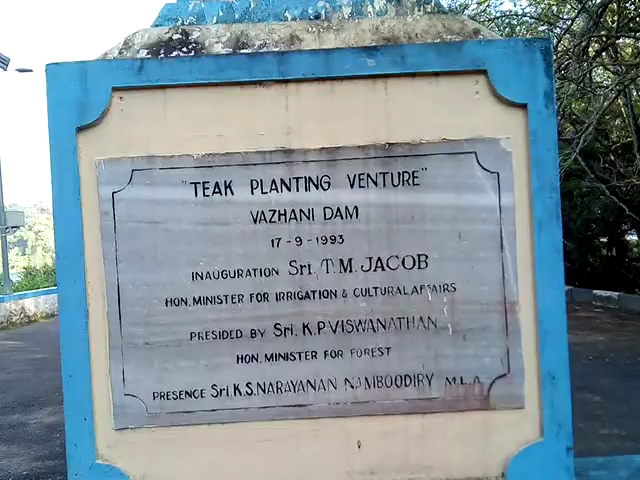 "TEAK PLANTING VENTURE"
VAZHANI DAM
17-9-1993
INAUGURATION Sri. T.M. JACOB
HON. MINISTER FOR IRRIGATION & CULTURAL AFFAIRS
PRESIDED BY Sri. K.P. VISWANATHAN
HON. MINISTER FOR FOREST
PRESENCE Sri. K.S. NARAYANAN NAMBOODIRY M.L.A